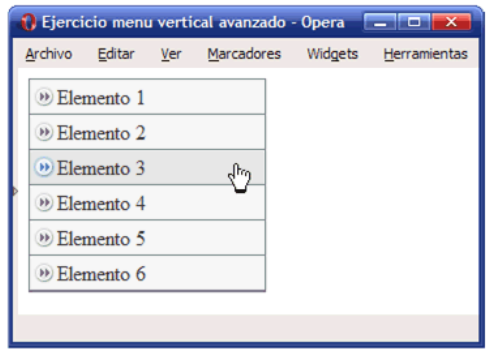 Ejercicio menu vertical avanzado - Opera
Archivo Editar Ver Marcadores Widgets Herramientas
Elemento 1
Elemento 2
Elemento 3
Elemento 4
Elemento 5
Elemento 6